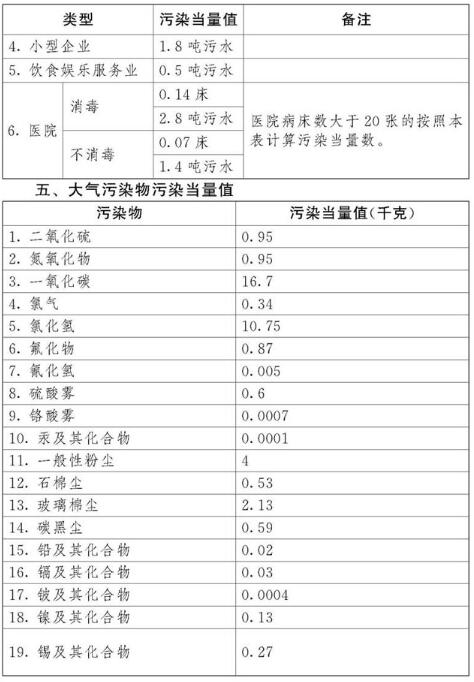 类型 污染当量值 备注
4. 小型企业 1.8吨污水
5. 饮食娱乐服务业 0.5吨污水
6. 医院 消毒 0.14床
2.8吨污水
不消毒 0.07床
1.4吨污水
医院病床数大于20张的按照本
表计算污染当量数。
五、大气污染物污染当量值
污染物 污染当量值(千克)
1. 二氧化硫 0.95
2. 氮氧化物 0.95
3. 一氧化碳 16.7
4. 氯气 0.34
5. 氯化氢 10.75
6. 氟化物 0.87
7. 氰化氢 0.005
8. 硫酸雾 0.6
9. 铬酸雾 0.0007
10. 汞及其化合物 0.0001
11. 一般性粉尘 4
12. 石棉尘 0.53
13. 玻璃棉尘 2.13
14. 碳黑尘 0.59
15. 铅及其化合物 0.02
16. 镉及其化合物 0.03
17. 铍及其化合物 0.0004
18. 镍及其化合物 0.13
19. 锡及其化合物 0.27